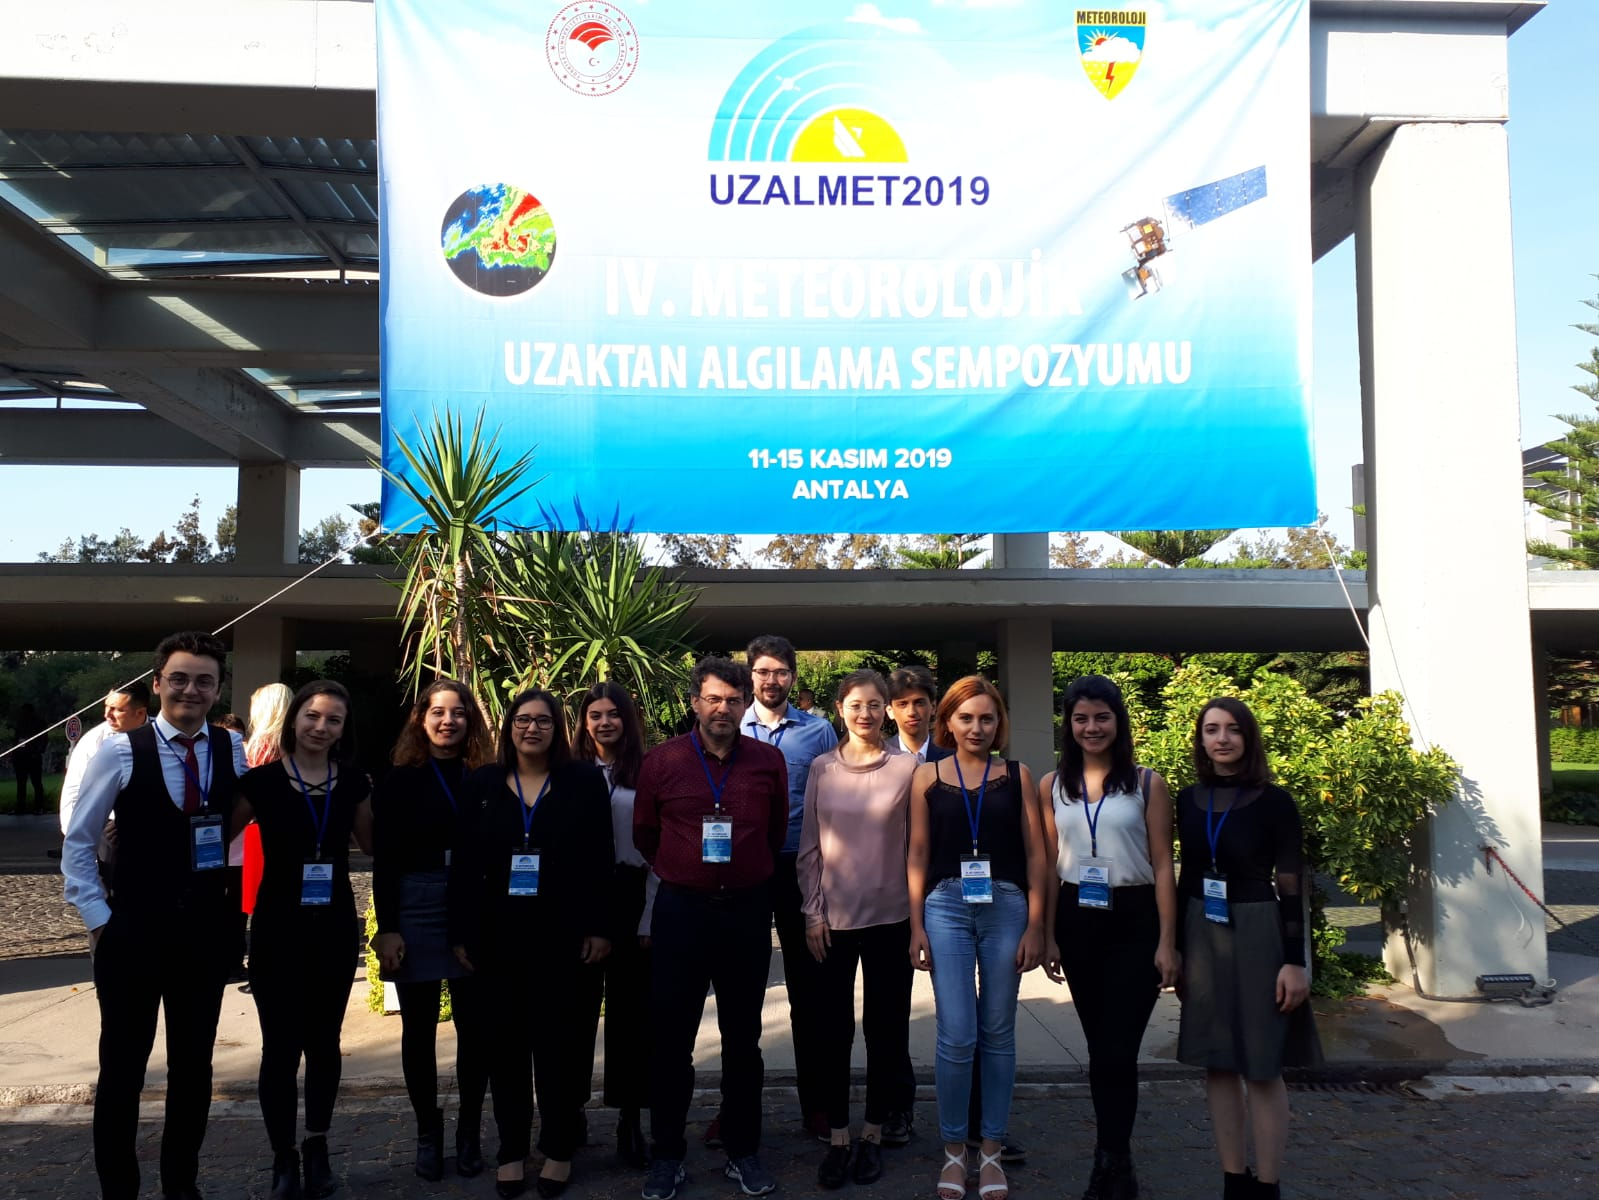 METEOROLOJİ
UZALMET2019
IV. METEOROLOJİK
UZAKTAN ALGILAMA SEMPOZYUMU
11-15 KASIM 2019
ANTALYA